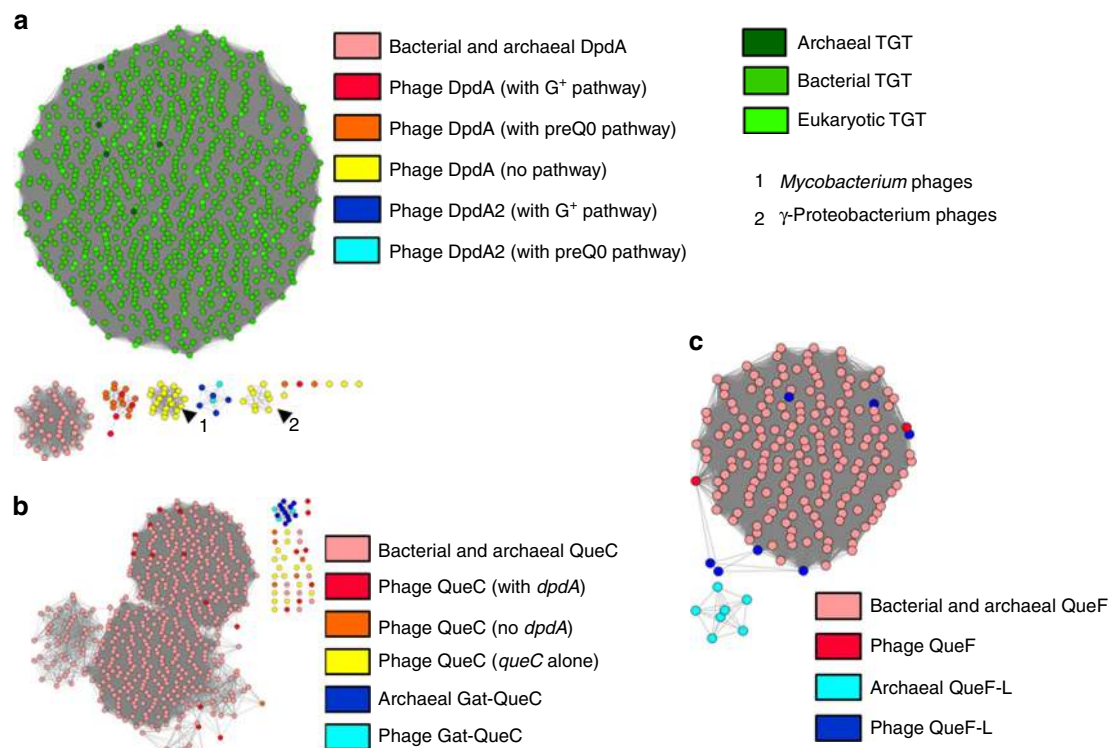 a
Bacterial and archaeal DpdA
Phage DpdA (with G⁺ pathway)
Phage DpdA (with preQ0 pathway)
Phage DpdA (no pathway)
Phage DpdA2 (with G⁺ pathway)
Phage DpdA2 (with preQ0 pathway)
Archaeal TGT
Bacterial TGT
Eukaryotic TGT
1 Mycobacterium phages
2 γ-Proteobacterium phages
1
2
b
Bacterial and archaeal QueC
Phage QueC (with dpdA)
Phage QueC (no dpdA)
Phage QueC (queC alone)
Archaeal Gat-QueC
Phage Gat-QueC
c
Bacterial and archaeal QueF
Phage QueF
Archaeal QueF-L
Phage QueF-L